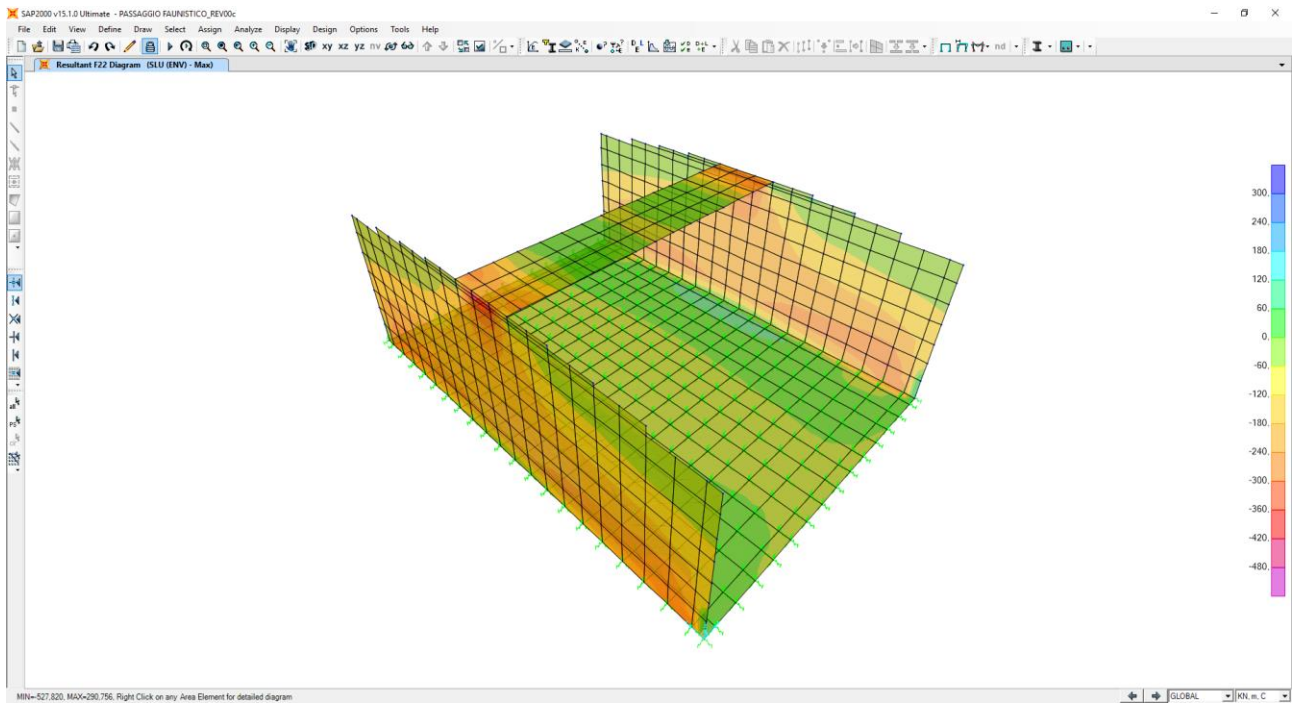 SAP2000 v15.1.0 Ultimate - PASSAGGIO FAUNISTICO_REV00c
File Edit View Define Draw Select Assign Analyze Display Design Options Tools Help
xy xz yz nv nd
Resultant F22 Diagram (SLU (ENV) - Max)
300,
240,
180,
120,
60,
0,
-60,
-120,
-180,
-240,
-300,
-360,
-420,
-480,
MIN=-527,820, MAX=290,756, Right Click on any Area Element for detailed diagram
GLOBAL
KN, m, C